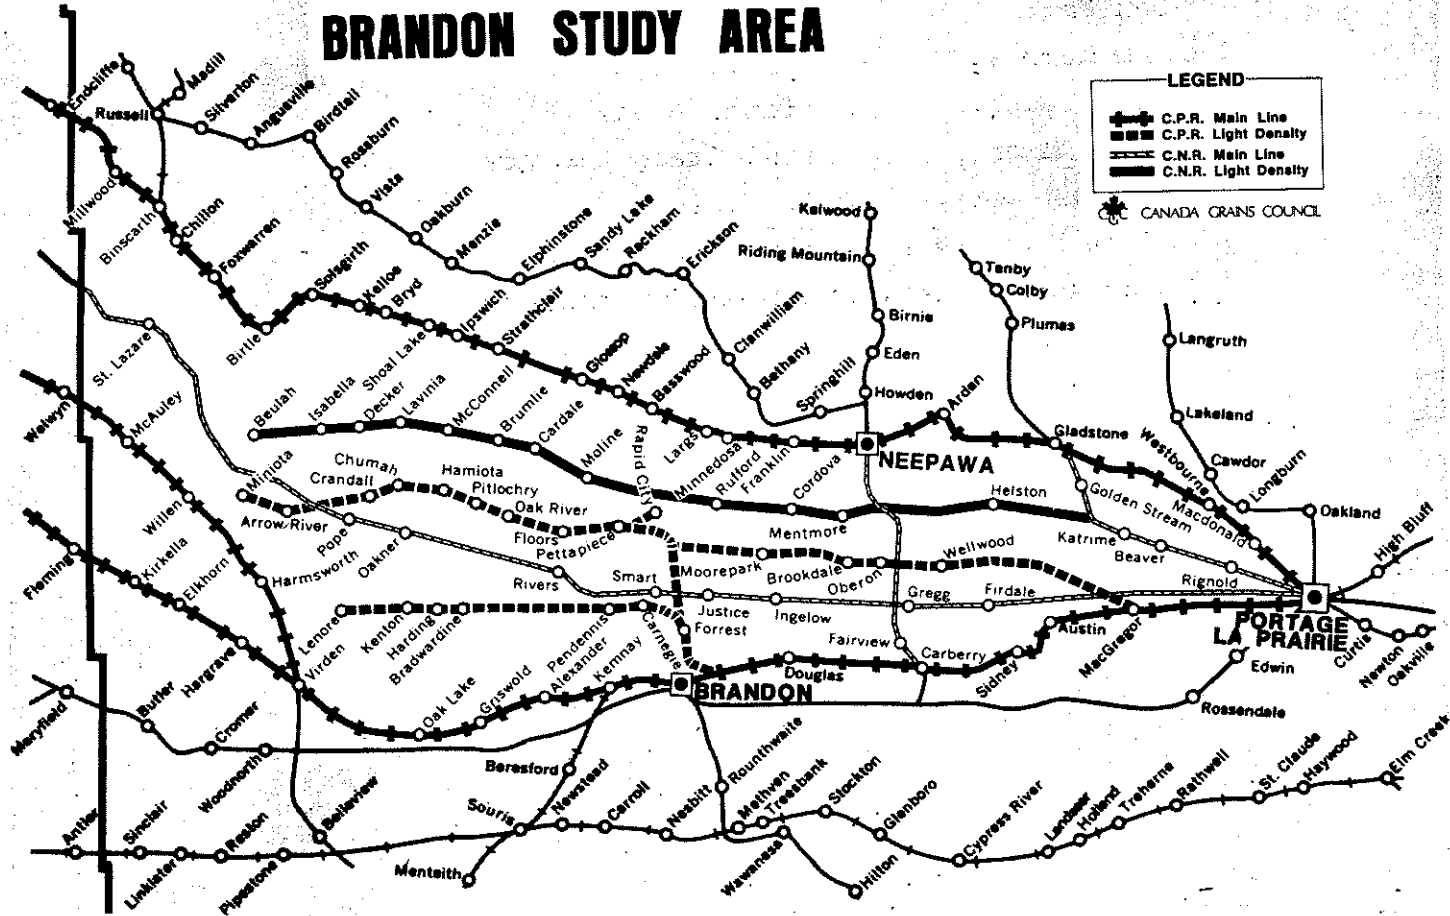 BRANDON STUDY AREA
LEGEND
C.P.R. Main Line
C.P.R. Light Density
C.N.R. Main Line
C.N.R. Light Density
CANADA GRAINS COUNCIL
Endcliffe
Madill
Russell
Silverton
Angusville
Birdtail
Rossburn
Vista
Oakburn
Menzie
Elphinstone
Sandy Lake
Rackham
Erickson
Clanwilliam
Bethany
Springhill
Kelwood
Riding Mountain
Birnie
Eden
Howden
Tenby
Colby
Plumas
Langruth
Lakeland
Cawdor
Longburn
Oakland
High Bluff
Millwood
Binscarth
Chillon
Foxwarren
Birtle
Solsgirth
Kelloe
Bryd
Shoal Lake
Ipswich
Strathclair
Glossop
Newdale
Basswood
Largs
Minnedosa
Rufford
Franklin
Cordova
NEEPAWA
Arden
Gladstone
Westbourne
Macdonald
St. Lazare
Beulah
Isabella
Decker
Lavinia
McConnell
Brumlie
Cardale
Moline
Rapid City
Mentmore
Helston
Golden Stream
Katrime
Beaver
Rignold
Welwyn
McAuley
Willen
Harmsworth
Miniota
Arrow River
Crandall
Chumah
Hamiota
Pitlochry
Oak River
Floors
Pettapiece
Pope
Oakner
Rivers
Smart
Justice
Ingelow
Gregg
Firdale
Moorepark
Brookdale
Oberon
Wellwood
Fleming
Kirkella
Elkhorn
Hargrave
Virden
Lenore
Kenton
Harding
Bradwardine
Pendennis
Carnegie
Forrest
Oak Lake
Griswold
Alexander
Kemnay
BRANDON
Douglas
Fairview
Carberry
Sidney
Austin
MacGregor
PORTAGE
LA PRAIRIE
Curtis
Newton
Oakville
Edwin
Rossendale
Maryfield
Butler
Cromer
Woodnorth
Belleview
Beresford
Souris
Menteith
Antler
Sinclair
Linklater
Reston
Pipestone
Newstead
Carroll
Nesbitt
Rounthwaite
Methven
Treesbank
Wawanesa
Stockton
Hilton
Glenboro
Cypress River
Landseer
Holland
Treherne
Rathwell
St. Claude
Haywood
Elm Creek